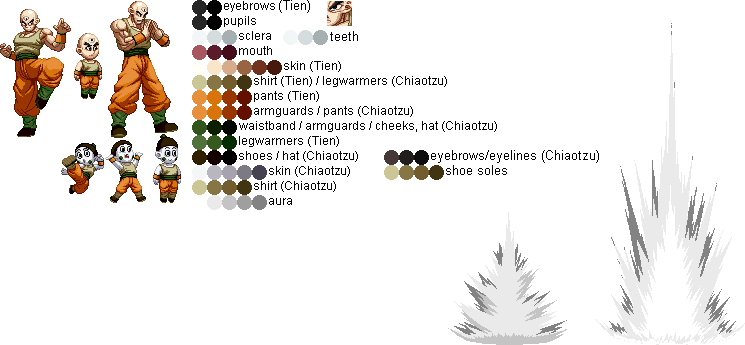 eyebrows (Tien)
pupils
sclera
teeth
mouth
skin (Tien)
shirt (Tien) / legwarmers (Chiaotzu)
pants (Tien)
armguards / pants (Chiaotzu)
waistband / armguards / cheeks, hat (Chiaotzu)
legwarmers (Tien)
shoes / hat (Chiaotzu)
eyebrows/eyelines (Chiaotzu)
skin (Chiaotzu)
shoe soles
shirt (Chiaotzu)
aura